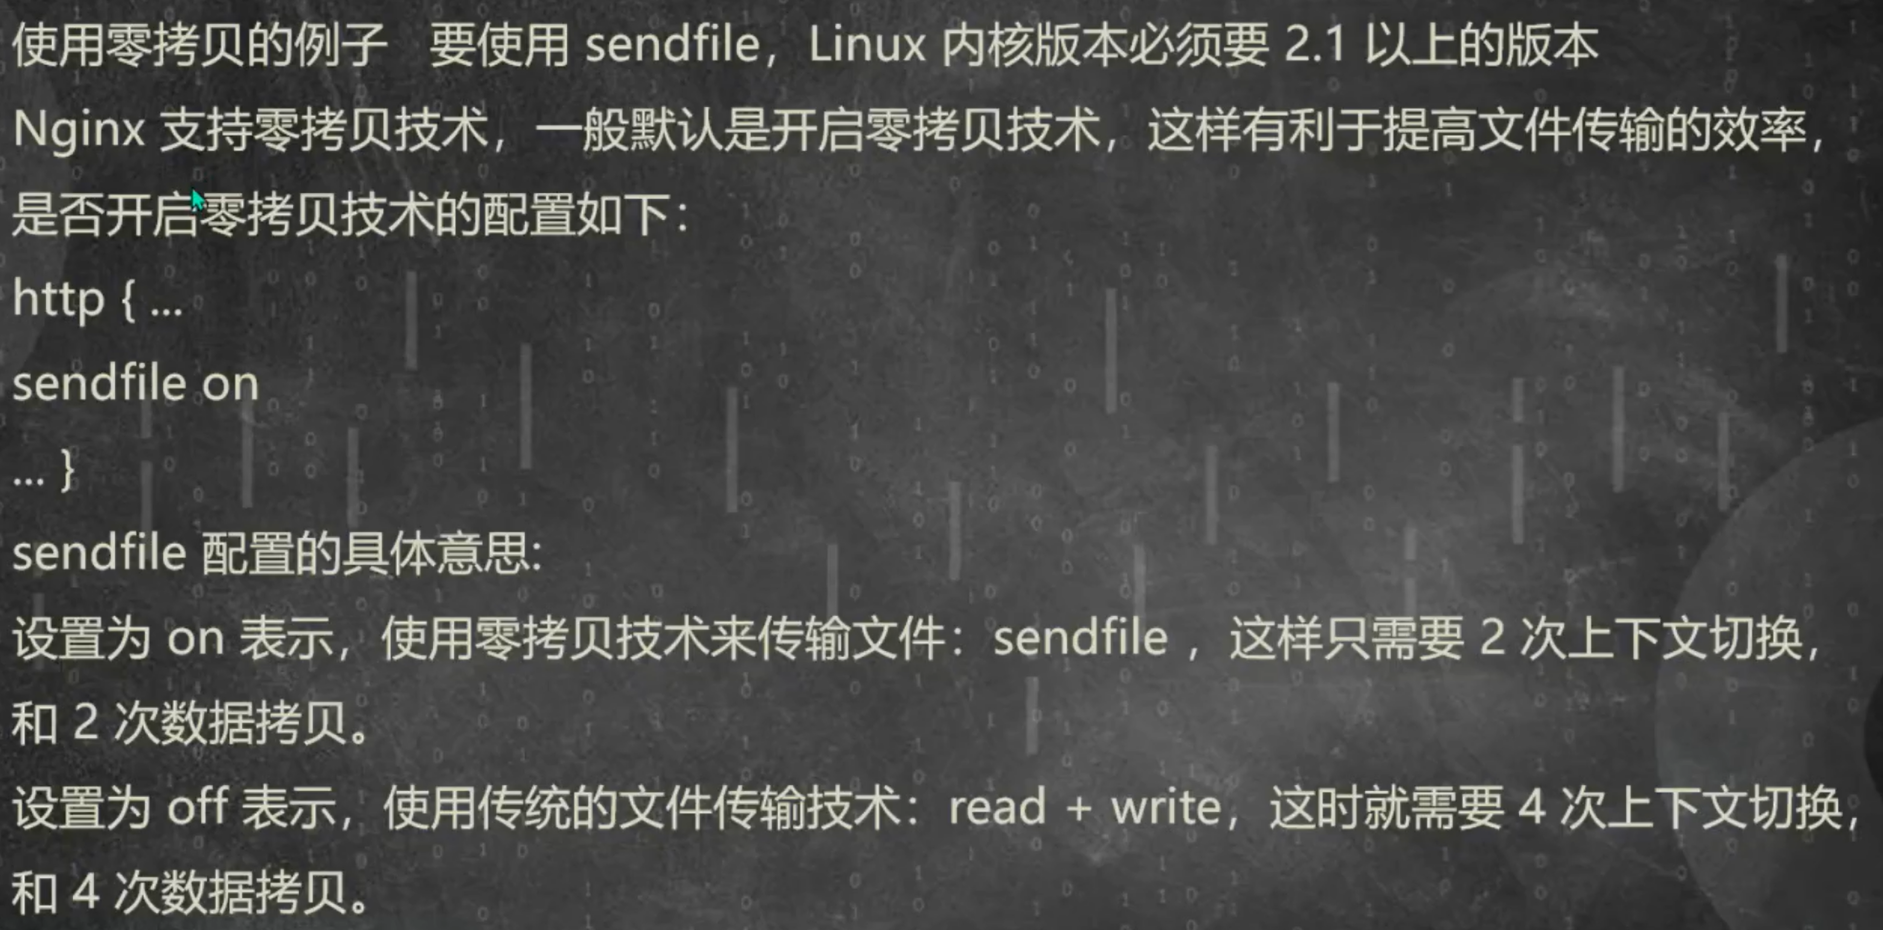 使用零拷贝的例子 要使用 sendfile，Linux 内核版本必须要 2.1 以上的版本
Nginx 支持零拷贝技术，一般默认是开启零拷贝技术，这样有利于提高文件传输的效率，
是否开启零拷贝技术的配置如下：
http { ...
sendfile on
... }
sendfile 配置的具体意思:
设置为 on 表示，使用零拷贝技术来传输文件：sendfile ，这样只需要 2 次上下文切换，
和 2 次数据拷贝。
设置为 off 表示，使用传统的文件传输技术：read + write，这时就需要 4 次上下文切换，
和 4 次数据拷贝。